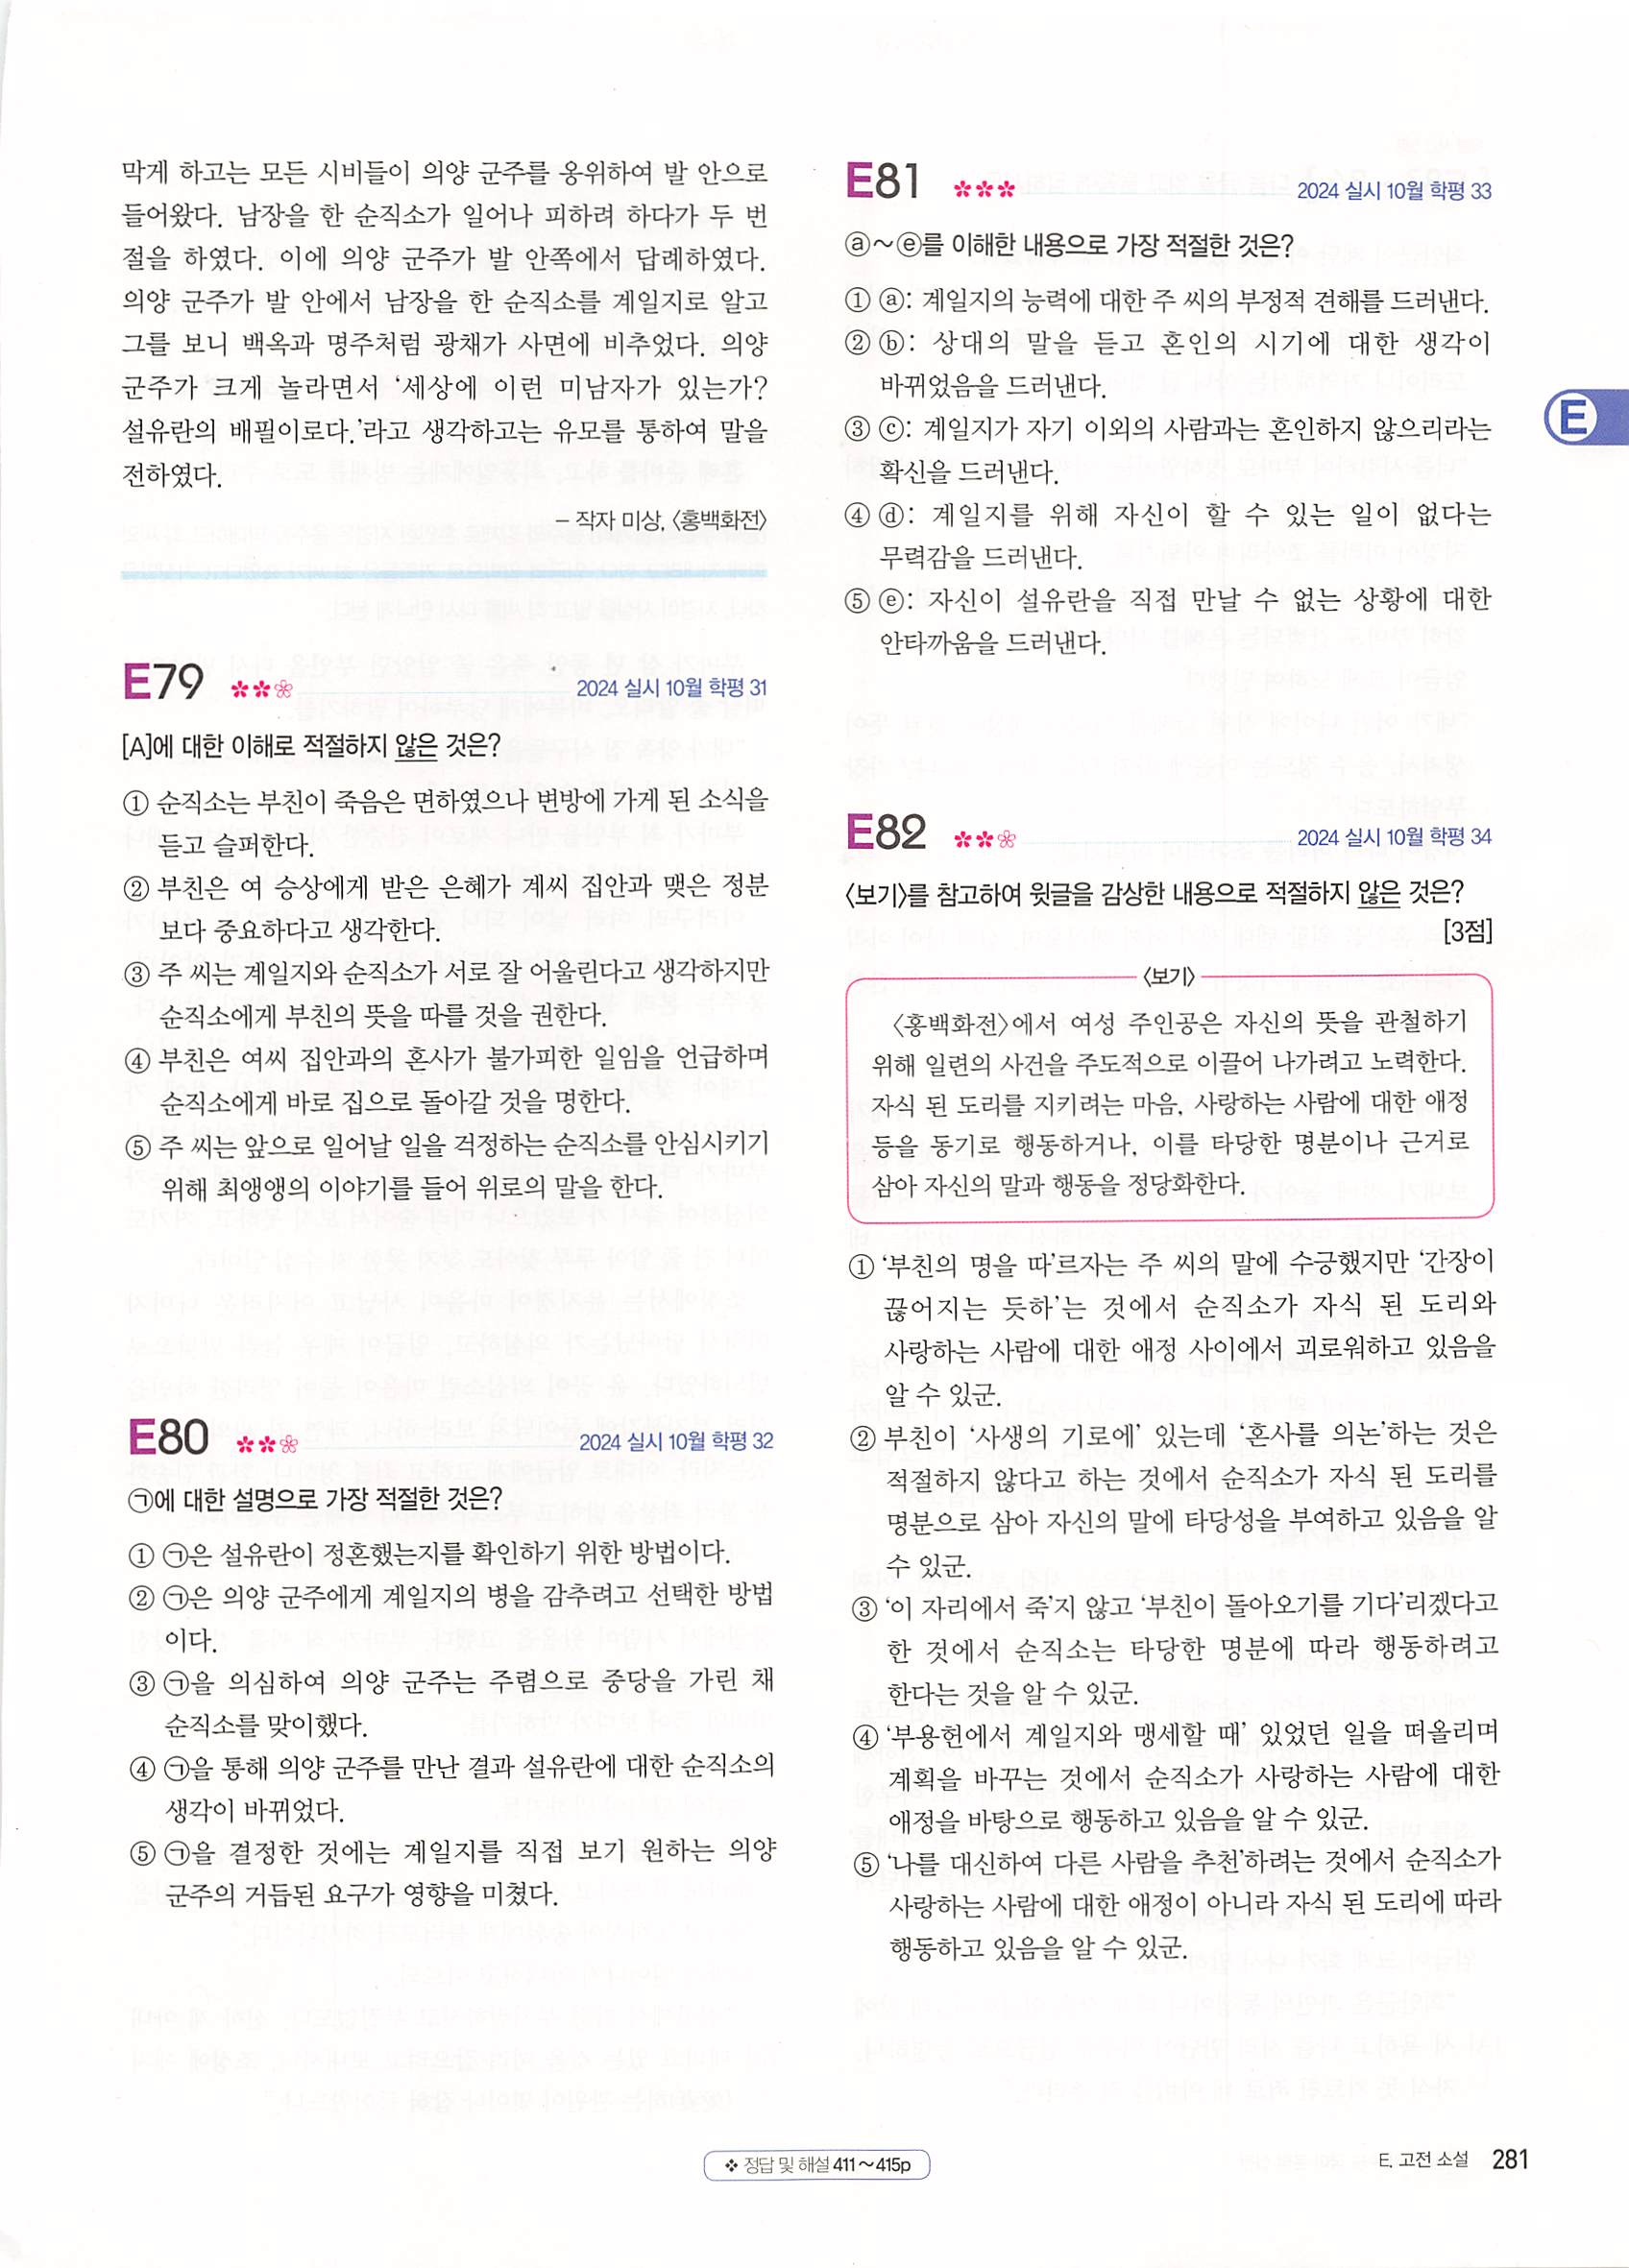 막게 하고는 모든 시비들이 의양 군주를 옹위하여 발 안으로
들어왔다. 남장을 한 순직소가 일어나 피하려 하다가 두 번
절을 하였다. 이에 의양 군주가 발 안쪽에서 답례하였다.
의양 군주가 발 안에서 남장을 한 순직소를 계일지로 알고
그를 보니 백옥과 명주처럼 광채가 사면에 비추었다. 의양
군주가 크게 놀라면서 ‘세상에 이런 미남자가 있는가?
설유란의 배필이로다.’라고 생각하고는 유모를 통하여 말을
전하였다.
– 작자 미상, 〈홍백화전〉
E79 2024 실시 10월 학평 31
[A]에 대한 이해로 적절하지 않은 것은?
① 순직소는 부친이 죽음은 면하였으나 변방에 가게 된 소식을
듣고 슬퍼한다.
② 부친은 여 승상에게 받은 은혜가 계씨 집안과 맺은 정분
보다 중요하다고 생각한다.
③ 주 씨는 계일지와 순직소가 서로 잘 어울린다고 생각하지만
순직소에게 부친의 뜻을 따를 것을 권한다.
④ 부친은 여씨 집안과의 혼사가 불가피한 일임을 언급하며
순직소에게 바로 집으로 돌아갈 것을 명한다.
⑤ 주 씨는 앞으로 일어날 일을 걱정하는 순직소를 안심시키기
위해 최앵앵의 이야기를 들어 위로의 말을 한다.
E80 2024 실시 10월 학평 32
㉠에 대한 설명으로 가장 적절한 것은?
① ㉠은 설유란이 정혼했는지를 확인하기 위한 방법이다.
② ㉠은 의양 군주에게 계일지의 병을 감추려고 선택한 방법
이다.
③ ㉠을 의심하여 의양 군주는 주렴으로 중당을 가린 채
순직소를 맞이했다.
④ ㉠을 통해 의양 군주를 만난 결과 설유란에 대한 순직소의
생각이 바뀌었다.
⑤ ㉠을 결정한 것에는 계일지를 직접 보기 원하는 의양
군주의 거듭된 요구가 영향을 미쳤다.
E81 2024 실시 10월 학평 33
ⓐ～ⓔ를 이해한 내용으로 가장 적절한 것은?
① ⓐ: 계일지의 능력에 대한 주 씨의 부정적 견해를 드러낸다.
② ⓑ: 상대의 말을 듣고 혼인의 시기에 대한 생각이
바뀌었음을 드러낸다.
③ ⓒ: 계일지가 자기 이외의 사람과는 혼인하지 않으리라는
확신을 드러낸다.
④ ⓓ: 계일지를 위해 자신이 할 수 있는 일이 없다는
무력감을 드러낸다.
⑤ ⓔ: 자신이 설유란을 직접 만날 수 없는 상황에 대한
안타까움을 드러낸다.
E82 2024 실시 10월 학평 34
〈보기〉를 참고하여 윗글을 감상한 내용으로 적절하지 않은 것은?
[3점]
〈보기〉
〈홍백화전〉에서 여성 주인공은 자신의 뜻을 관철하기
위해 일련의 사건을 주도적으로 이끌어 나가려고 노력한다.
자식 된 도리를 지키려는 마음, 사랑하는 사람에 대한 애정
등을 동기로 행동하거나, 이를 타당한 명분이나 근거로
삼아 자신의 말과 행동을 정당화한다.
① ‘부친의 명을 따’르자는 주 씨의 말에 수긍했지만 ‘간장이
끊어지는 듯하’는 것에서 순직소가 자식 된 도리와
사랑하는 사람에 대한 애정 사이에서 괴로워하고 있음을
알 수 있군.
② 부친이 ‘사생의 기로에’ 있는데 ‘혼사를 의논’하는 것은
적절하지 않다고 하는 것에서 순직소가 자식 된 도리를
명분으로 삼아 자신의 말에 타당성을 부여하고 있음을 알
수 있군.
③ ‘이 자리에서 죽’지 않고 ‘부친이 돌아오기를 기다’리겠다고
한 것에서 순직소는 타당한 명분에 따라 행동하려고
한다는 것을 알 수 있군.
④ ‘부용헌에서 계일지와 맹세할 때’ 있었던 일을 떠올리며
계획을 바꾸는 것에서 순직소가 사랑하는 사람에 대한
애정을 바탕으로 행동하고 있음을 알 수 있군.
⑤ ‘나를 대신하여 다른 사람을 추천’하려는 것에서 순직소가
사랑하는 사람에 대한 애정이 아니라 자식 된 도리에 따라
행동하고 있음을 알 수 있군.
E
❖ 정답 및 해설 411～415p
E. 고전 소설 281